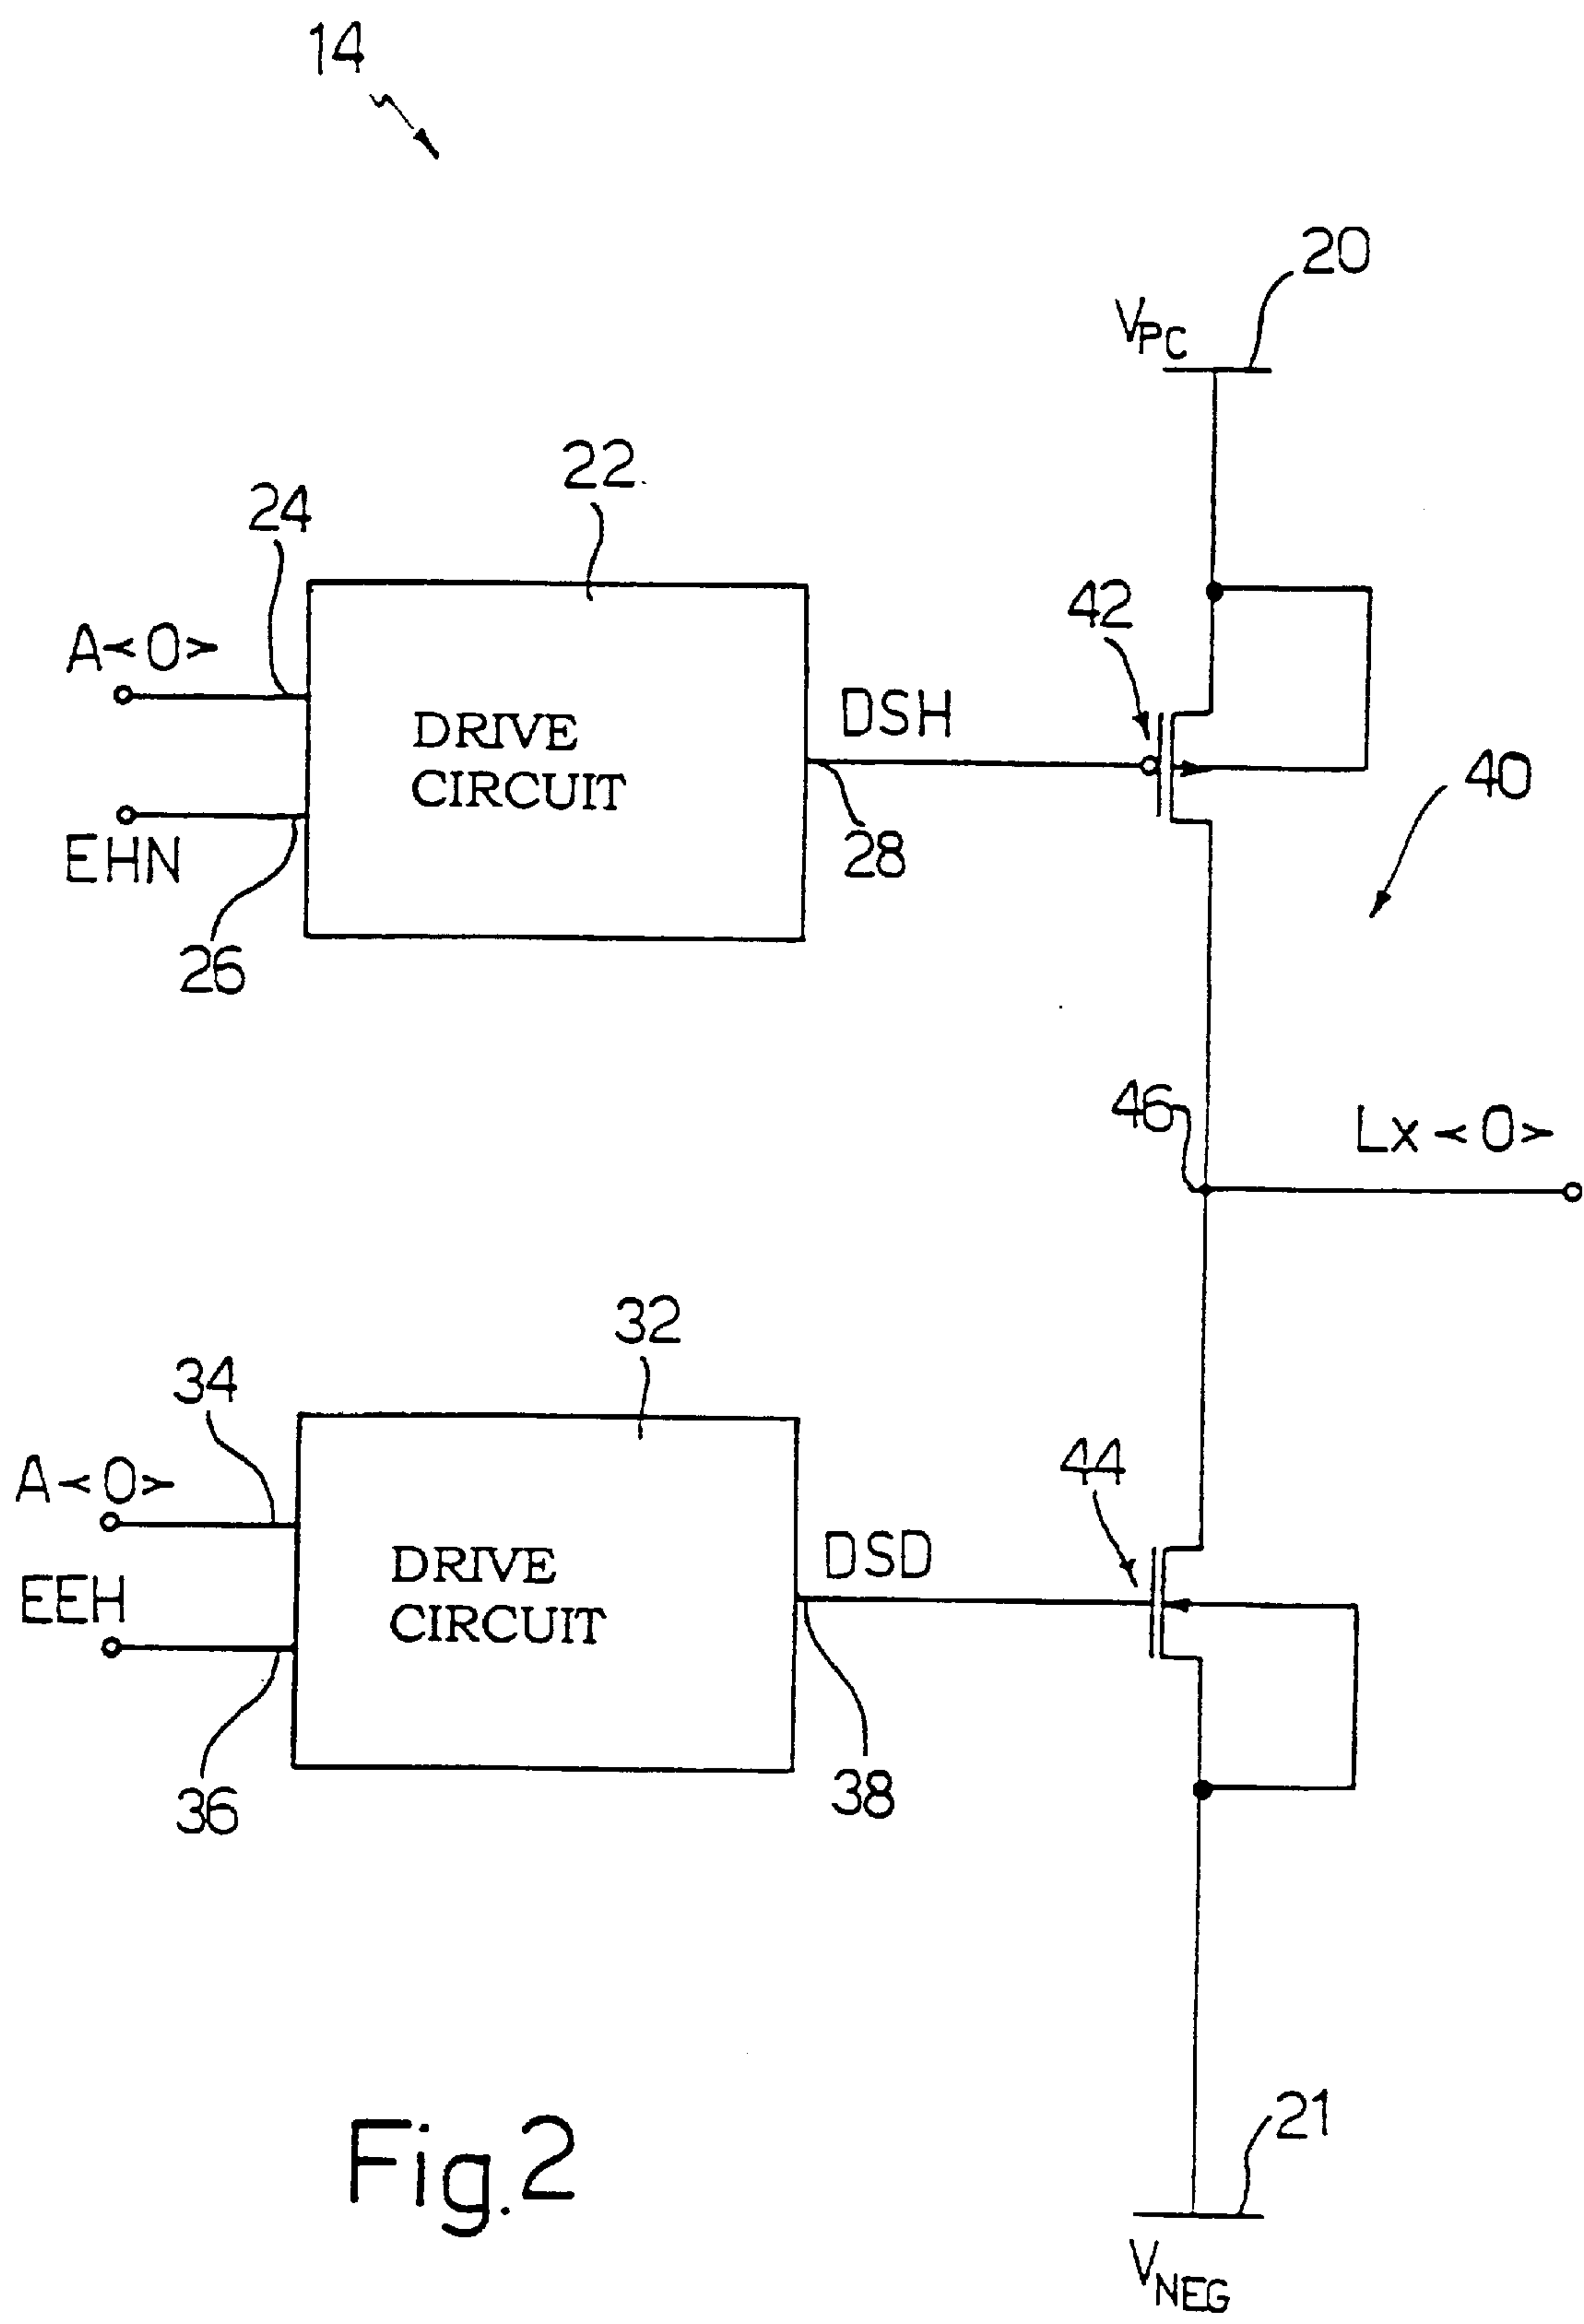 14
20
VPC
22
24
42
A<0>
DSH
DRIVE
CIRCUIT
40
28
EHN
26
46
Lx<0>
32
34
44
A<0>
DSD
DRIVE
CIRCUIT
EEH
38
36
21
Fig.2
VNEG